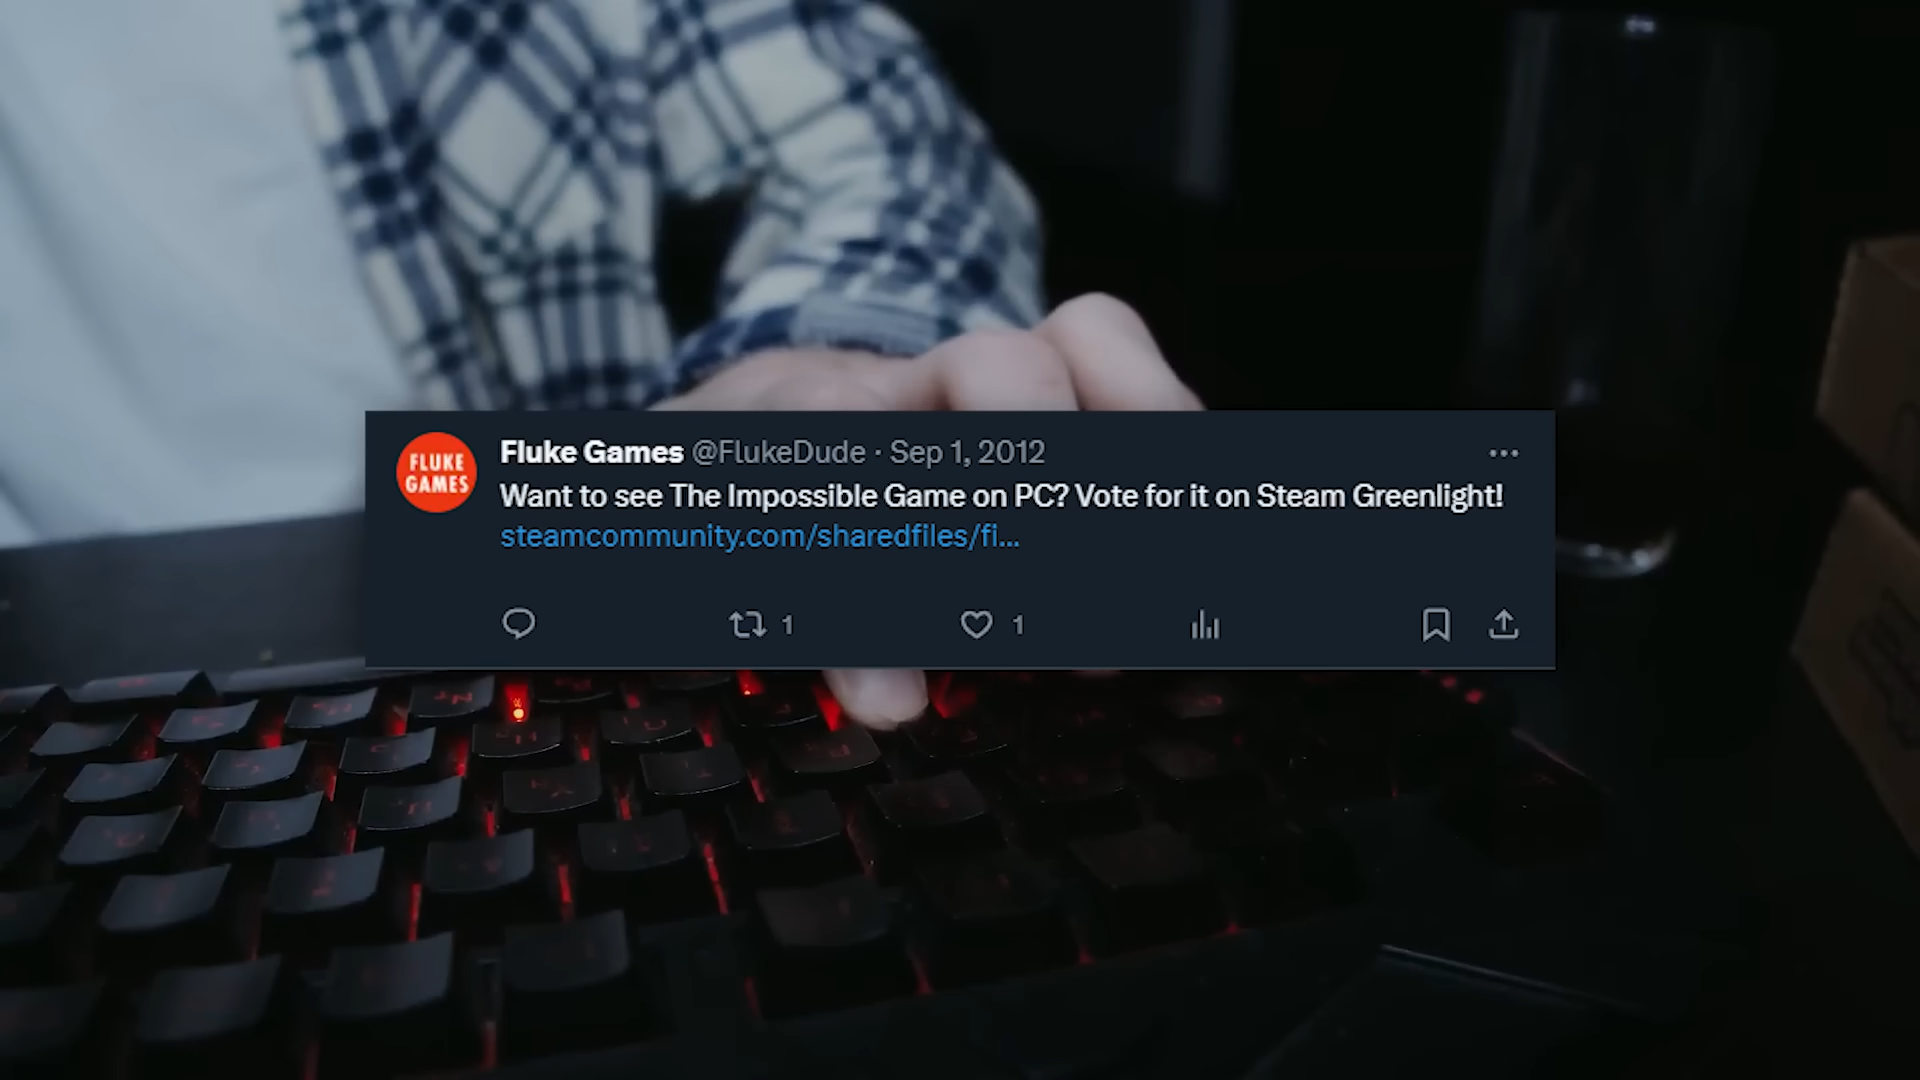 FLUKE
GAMES
Fluke Games @FlukeDude · Sep 1, 2012
Want to see The Impossible Game on PC? Vote for it on Steam Greenlight!
steamcommunity.com/sharedfiles/fi...
1 1